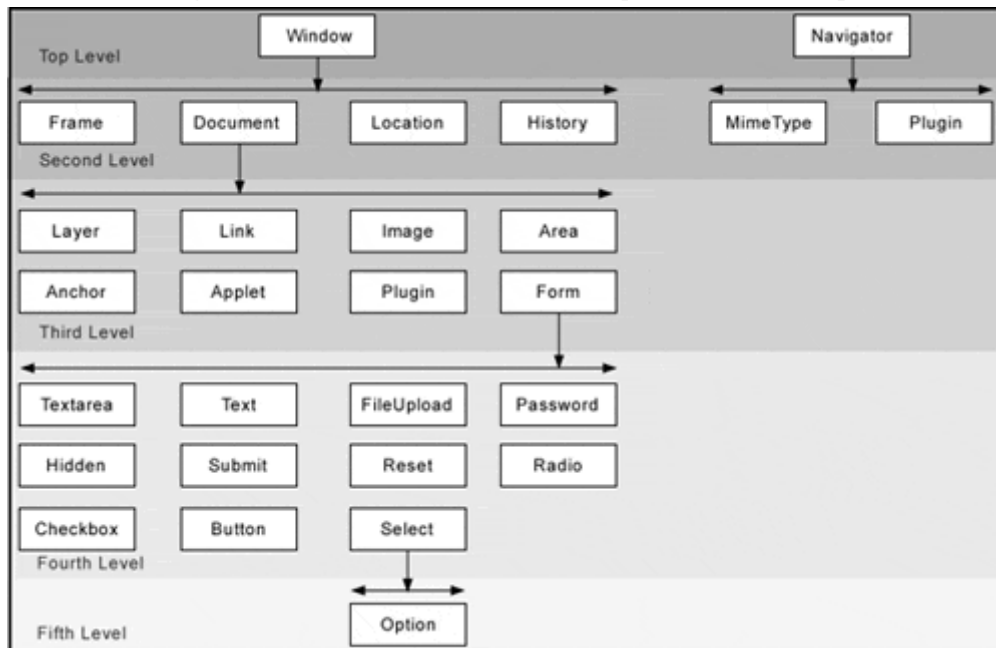 Window
Navigator
Top Level
Frame
Document
Location
History
MimeType
Plugin
Second Level
Layer
Link
Image
Area
Anchor
Applet
Plugin
Form
Third Level
Textarea
Text
FileUpload
Password
Hidden
Submit
Reset
Radio
Checkbox
Button
Select
Fourth Level
Option
Fifth Level